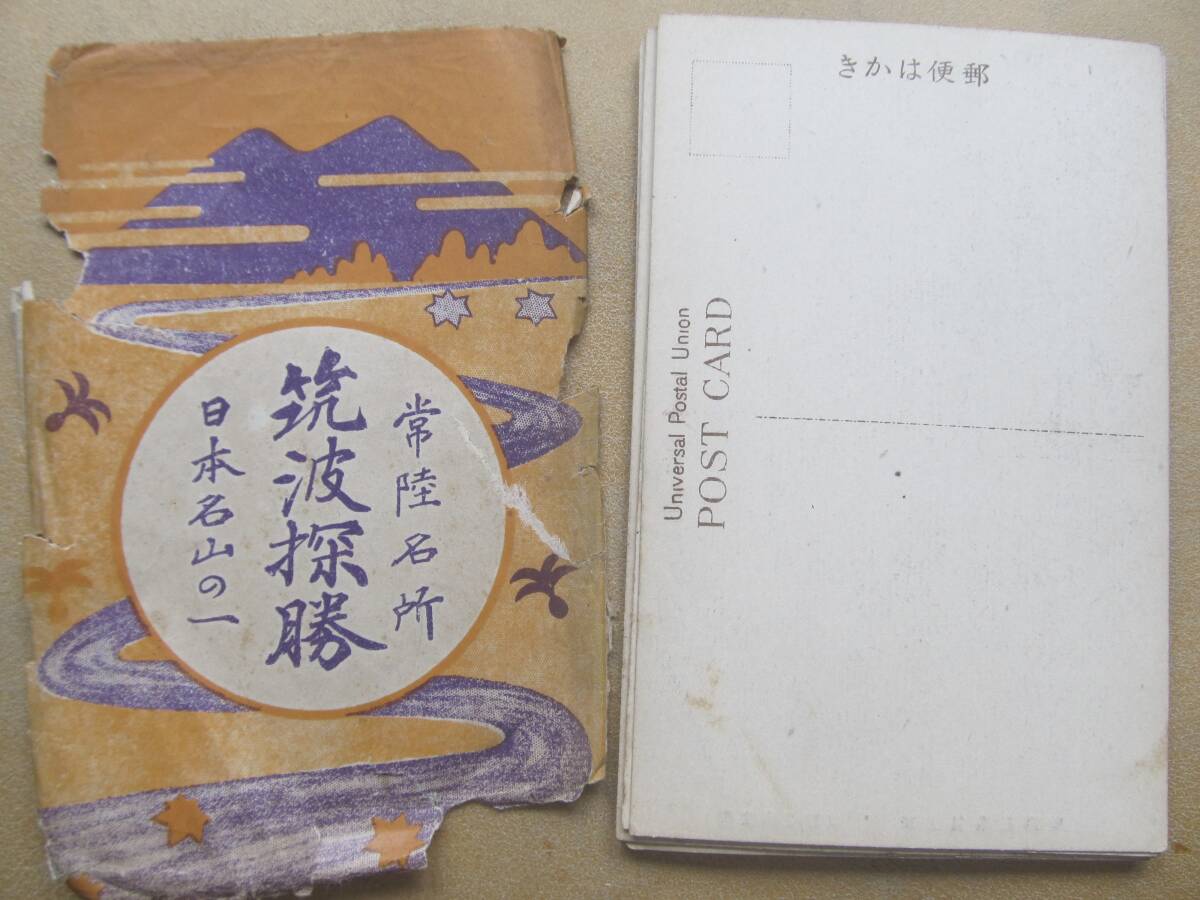 常陸名所
筑波探勝
日本名山の一
きかは便郵
Universal Postal Union
POST CARD